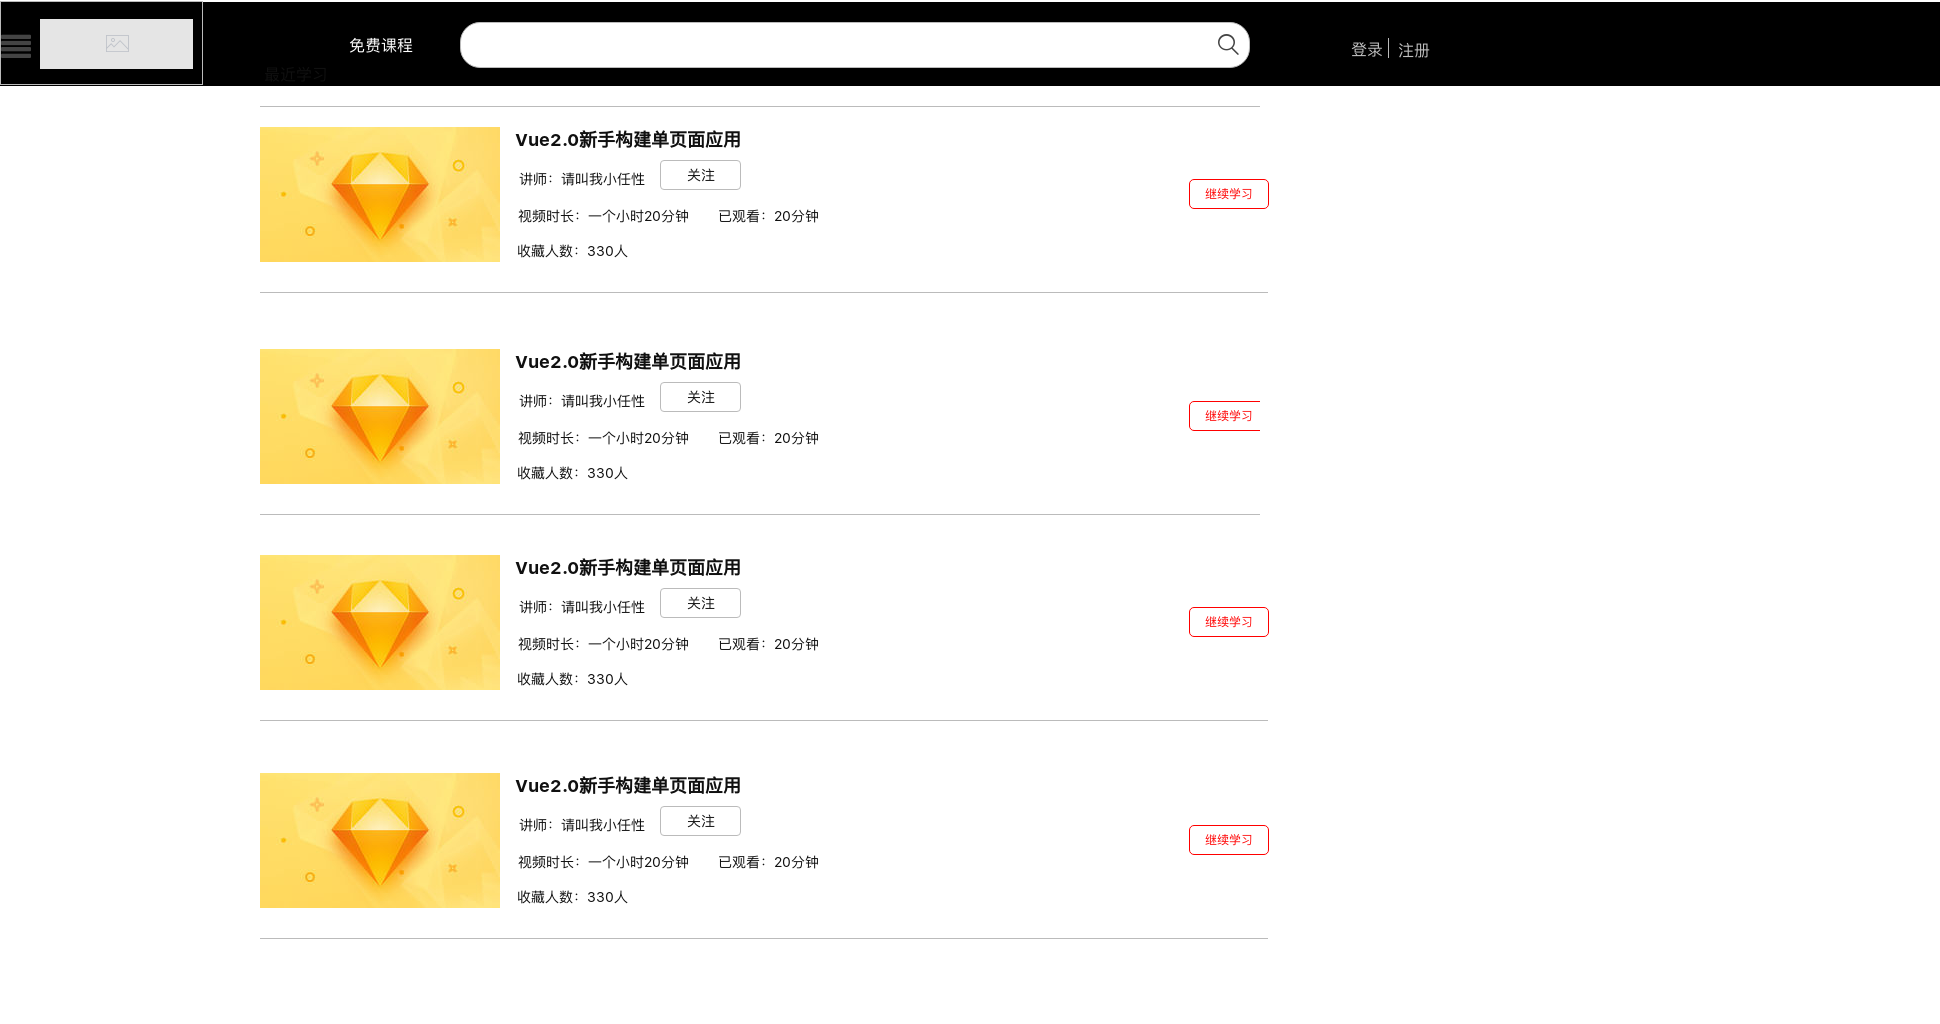 免费课程
登录
注册
最近学习
Vue2.0新手构建单页面应用
讲师：请叫我小任性
关注
继续学习
视频时长：一个小时20分钟 已观看：20分钟
收藏人数：330人
Vue2.0新手构建单页面应用
讲师：请叫我小任性
关注
继续学习
视频时长：一个小时20分钟 已观看：20分钟
收藏人数：330人
Vue2.0新手构建单页面应用
讲师：请叫我小任性
关注
继续学习
视频时长：一个小时20分钟 已观看：20分钟
收藏人数：330人
Vue2.0新手构建单页面应用
讲师：请叫我小任性
关注
继续学习
视频时长：一个小时20分钟 已观看：20分钟
收藏人数：330人